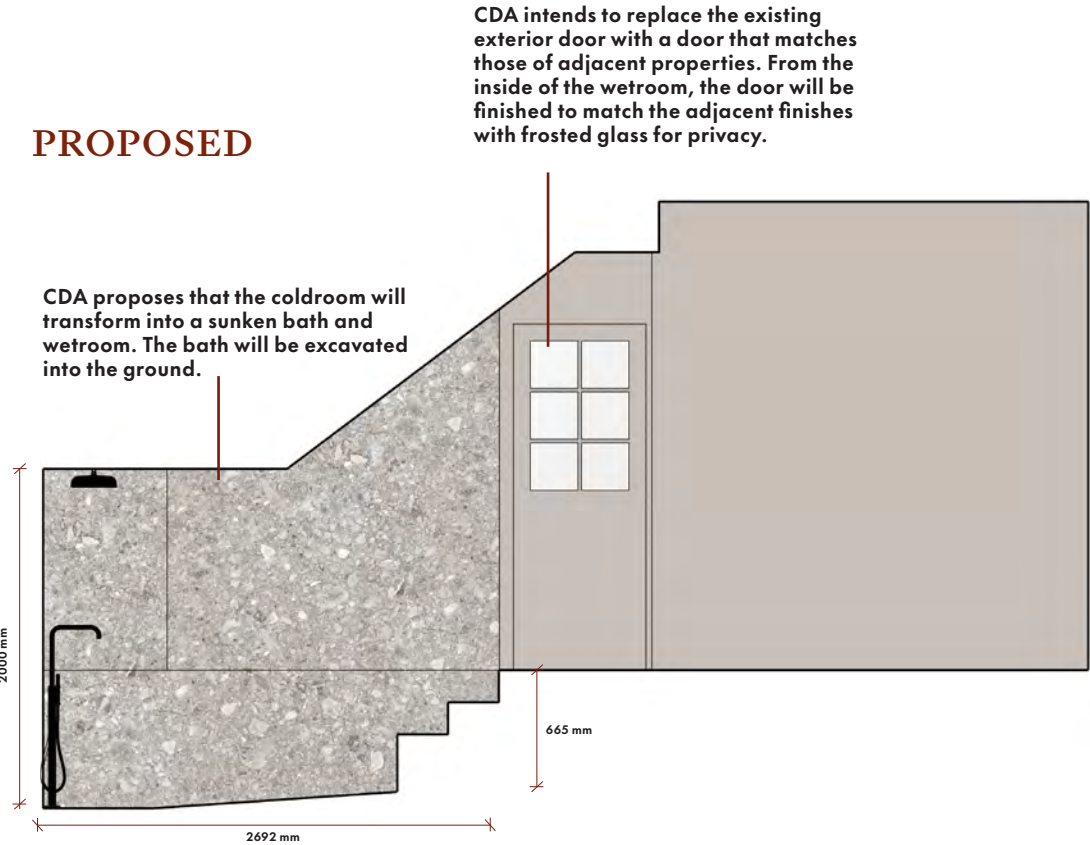 CDA intends to replace the existing
exterior door with a door that matches
those of adjacent properties. From the
inside of the wetroom, the door will be
finished to match the adjacent finishes
with frosted glass for privacy.
PROPOSED
CDA proposes that the coldroom will
transform into a sunken bath and
wetroom. The bath will be excavated
into the ground.
2000 mm
665 mm
2692 mm